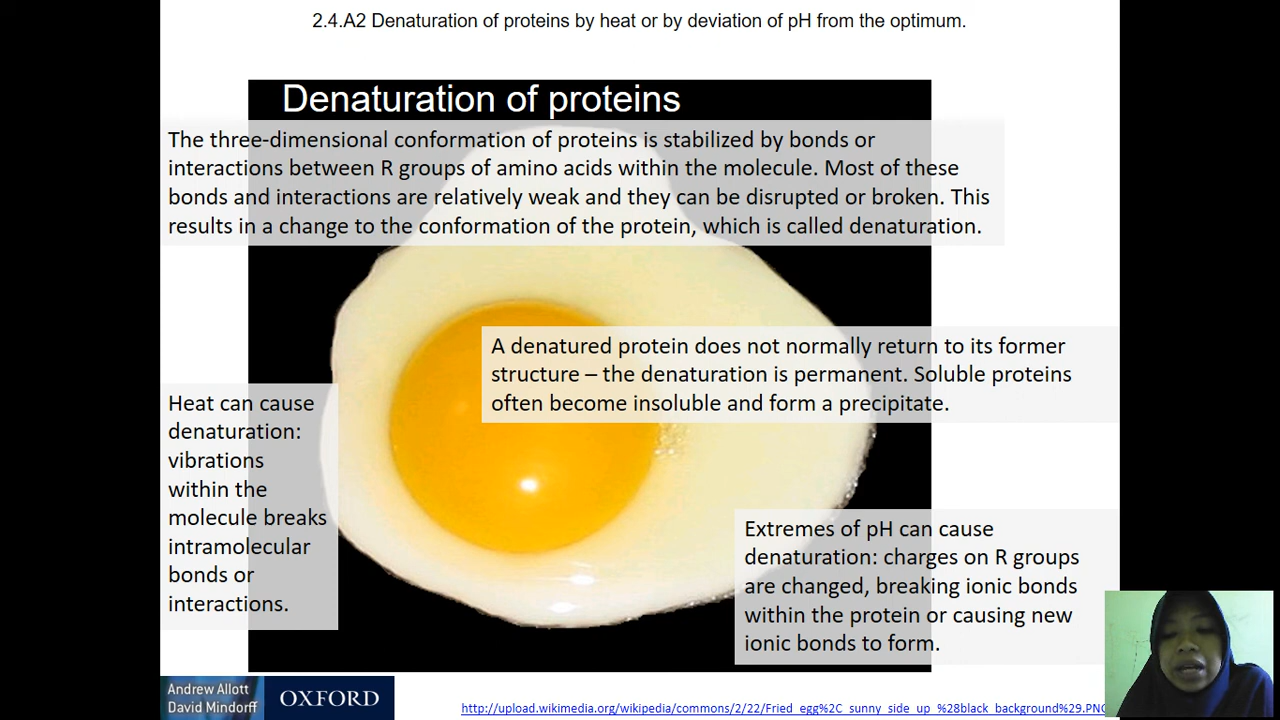 2.4.A2 Denaturation of proteins by heat or by deviation of pH from the optimum.
Denaturation of proteins
The three-dimensional conformation of proteins is stabilized by bonds or
interactions between R groups of amino acids within the molecule. Most of these
bonds and interactions are relatively weak and they can be disrupted or broken. This
results in a change to the conformation of the protein, which is called denaturation.
A denatured protein does not normally return to its former
structure – the denaturation is permanent. Soluble proteins
often become insoluble and form a precipitate.
Heat can cause
denaturation:
vibrations
within the
molecule breaks
intramolecular
bonds or
interactions.
Extremes of pH can cause
denaturation: charges on R groups
are changed, breaking ionic bonds
within the protein or causing new
ionic bonds to form.
Andrew Allott
David Mindorff
OXFORD
http://upload.wikimedia.org/wikipedia/commons/2/22/Fried_egg%2C_sunny_side_up_%28black_background%29.PNG